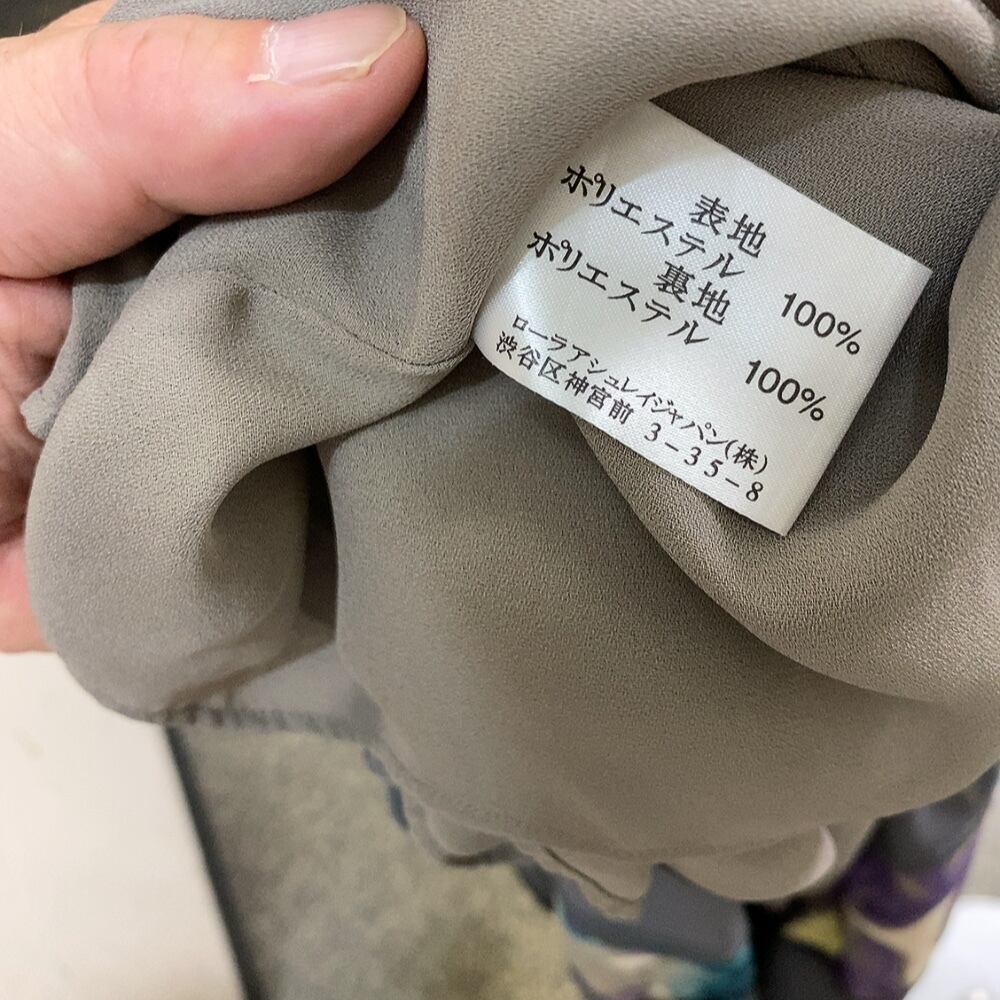 表地
ポリエステル 100%
裏地
ポリエステル 100%
ローラアシュレイジャパン(株)
渋谷区神宮前 3-35-8